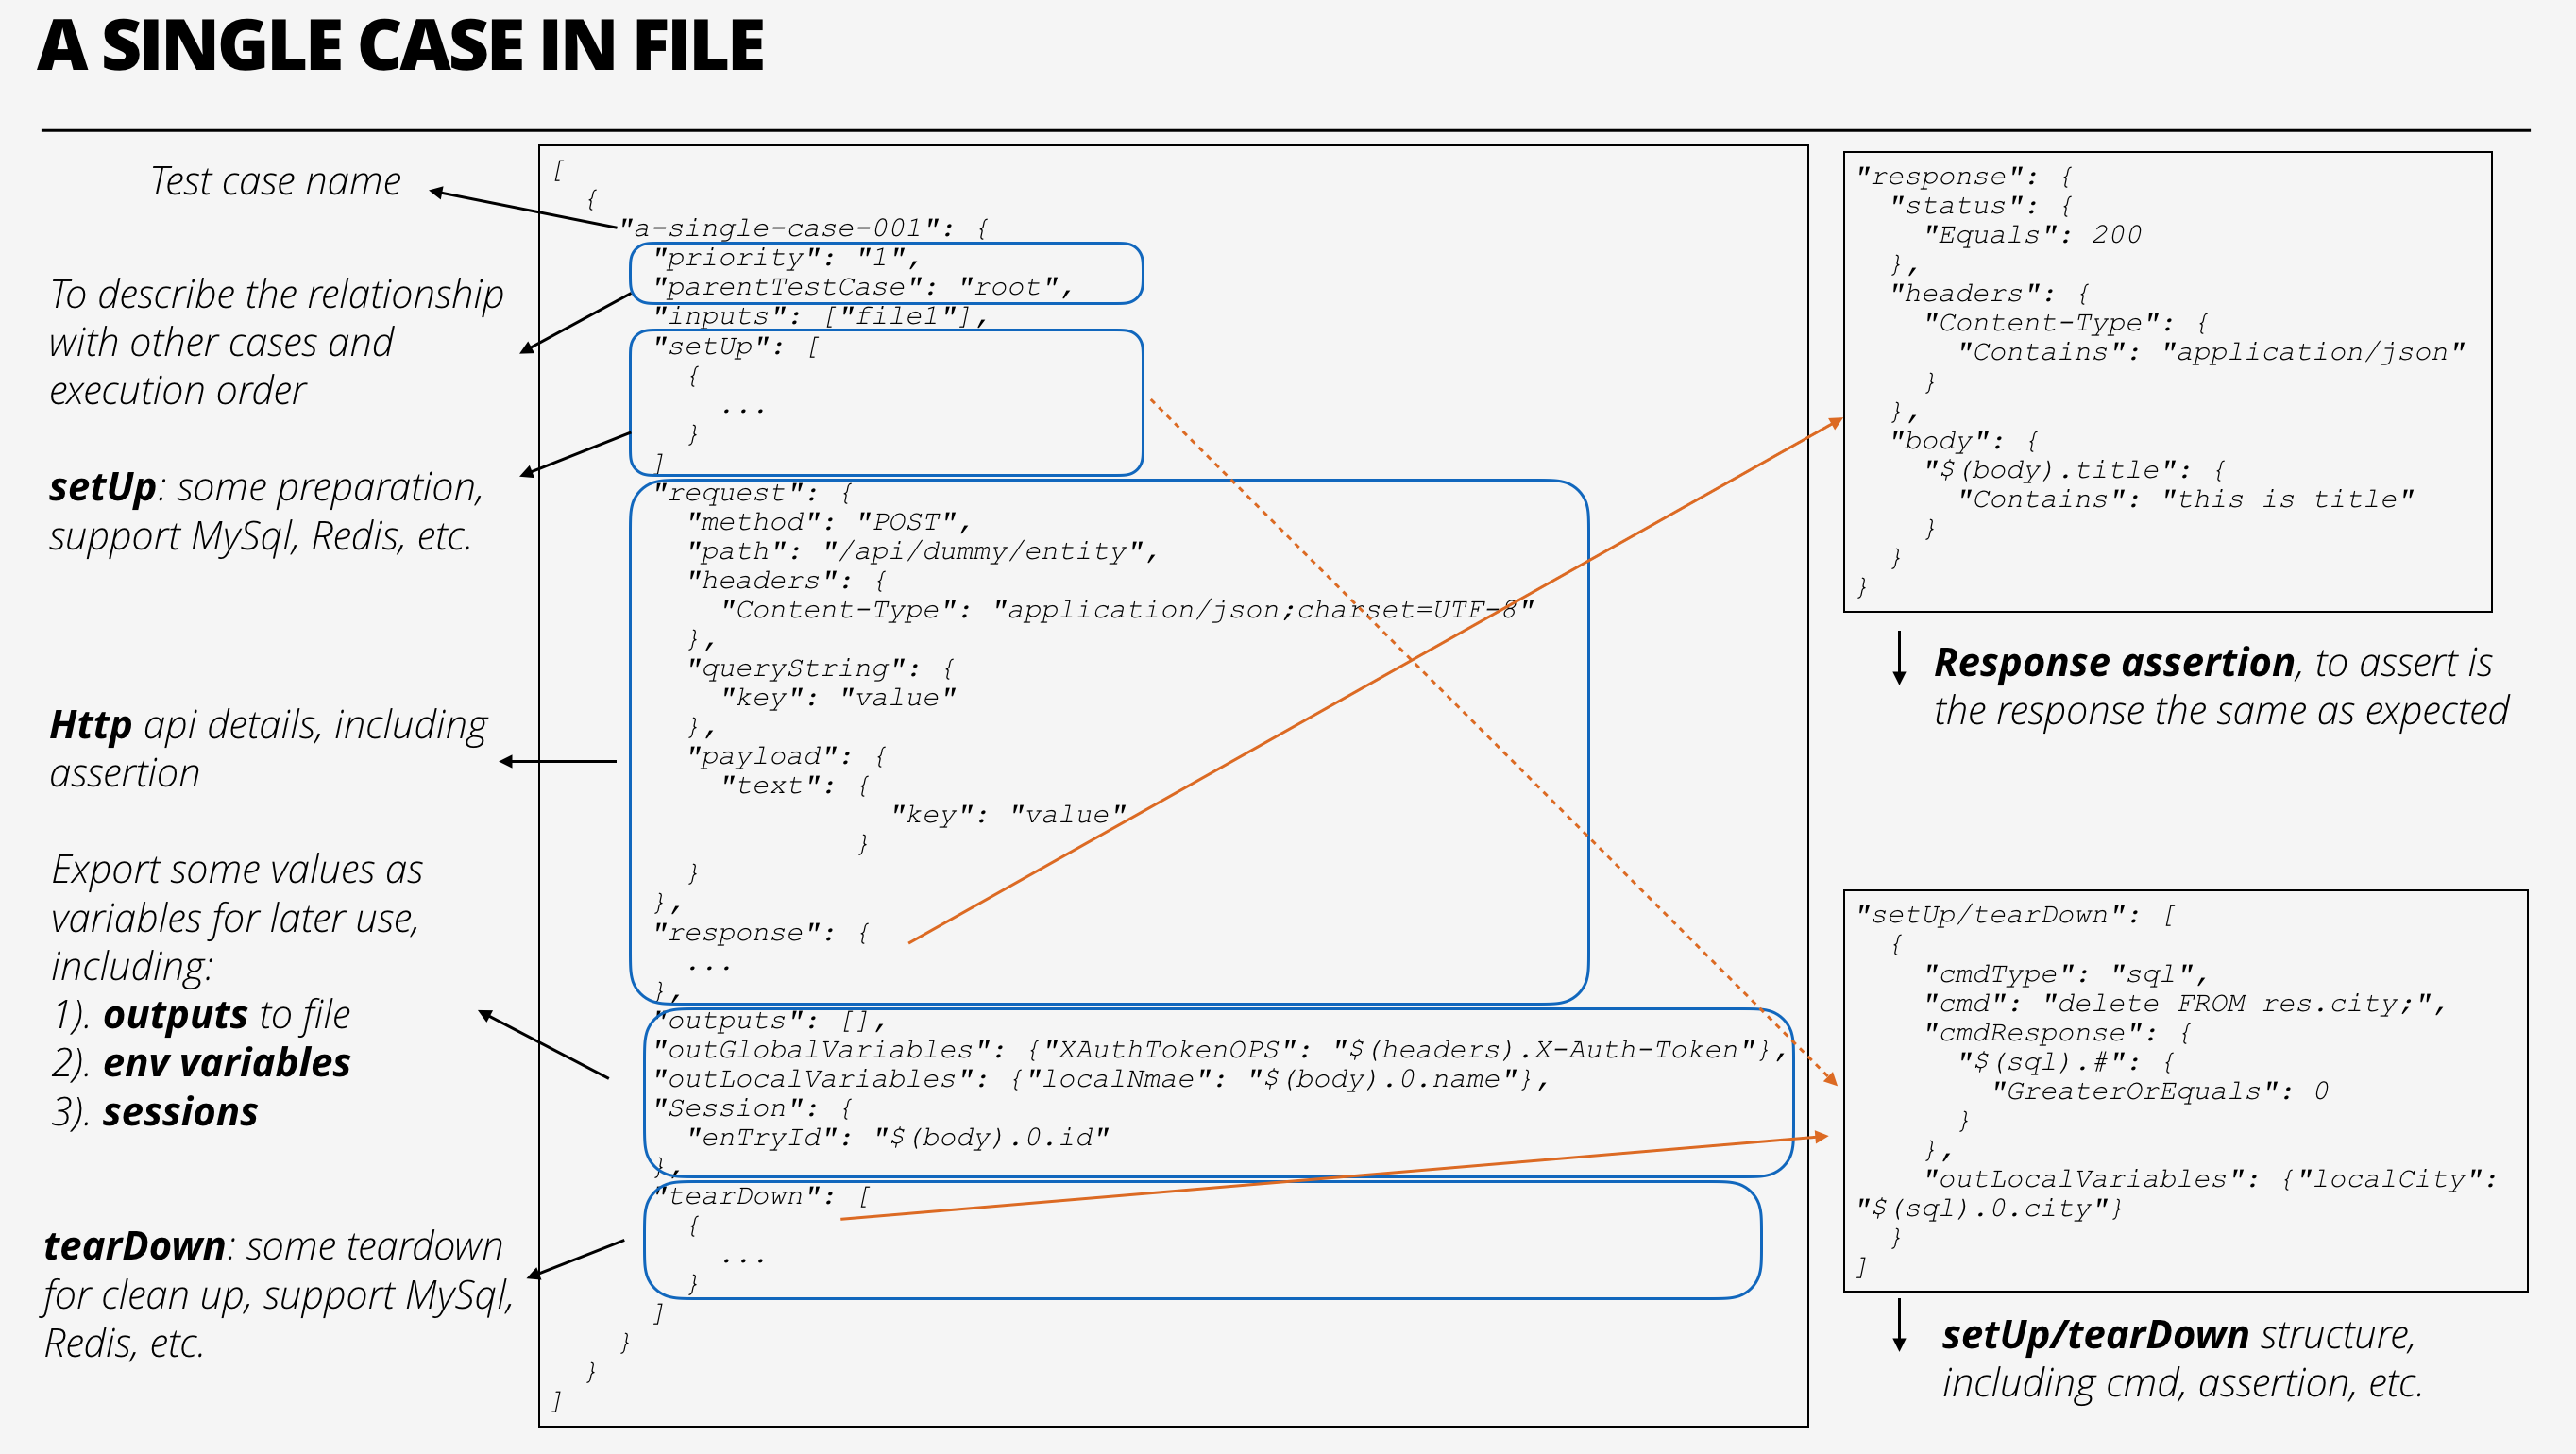 A SINGLE CASE IN FILE
Test case name
To describe the relationship
with other cases and
execution order
setUp: some preparation,
support MySql, Redis, etc.
Http api details, including
assertion
Export some values as
variables for later use,
including:
1). outputs to file
2). env variables
3). sessions
tearDown: some teardown
for clean up, support MySql,
Redis, etc.
[
{
"a-single-case-001": {
"priority": "1",
"parentTestCase": "root",
"inputs": ["file1"],
"setUp": [
{
...
}
]
"request": {
"method": "POST",
"path": "/api/dummy/entity",
"headers": {
"Content-Type": "application/json;charset=UTF-8"
},
"queryString": {
"key": "value"
},
"payload": {
"text": {
"key": "value"
}
}
},
"response": {
...
},
"outputs": [],
"outGlobalVariables": {"XAuthTokenOPS": "$(headers).X-Auth-Token"},
"outLocalVariables": {"localNmae": "$(body).0.name"},
"Session": {
"enTryId": "$(body).0.id"
},
"tearDown": [
{
...
}
]
}
}
]
"response": {
"status": {
"Equals": 200
},
"headers": {
"Content-Type": {
"Contains": "application/json"
}
},
"body": {
"$(body).title": {
"Contains": "this is title"
}
}
}
Response assertion, to assert is
the response the same as expected
"setUp/tearDown": [
{
"cmdType": "sql",
"cmd": "delete FROM res.city;",
"cmdResponse": {
"$(sql).#": {
"GreaterOrEquals": 0
}
},
"outLocalVariables": {"localCity":
"$(sql).0.city"}
}
]
setUp/tearDown structure,
including cmd, assertion, etc.